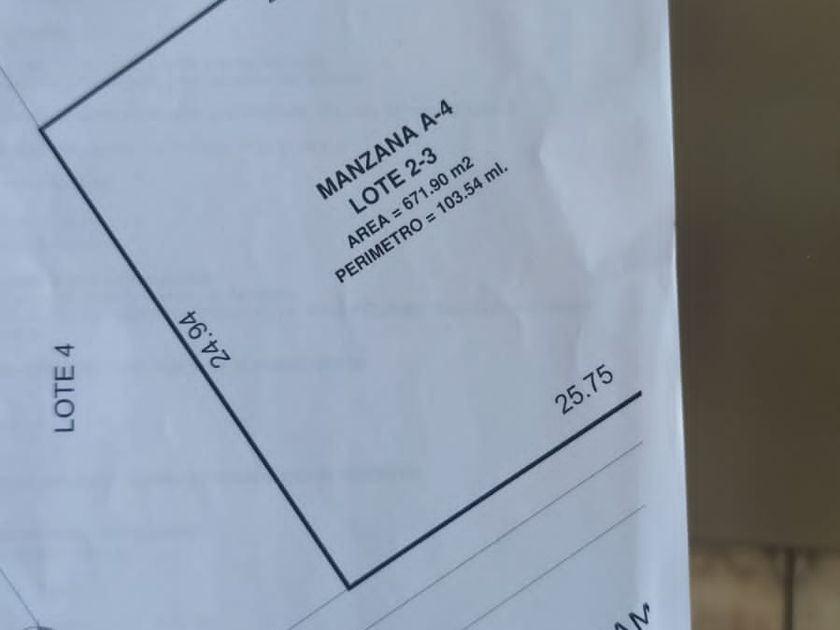 MANZANA A-4
LOTE 2-3
AREA = 671.90 m2
PERIMETRO = 103.54 ml.
24.94
LOTE 4
25.75